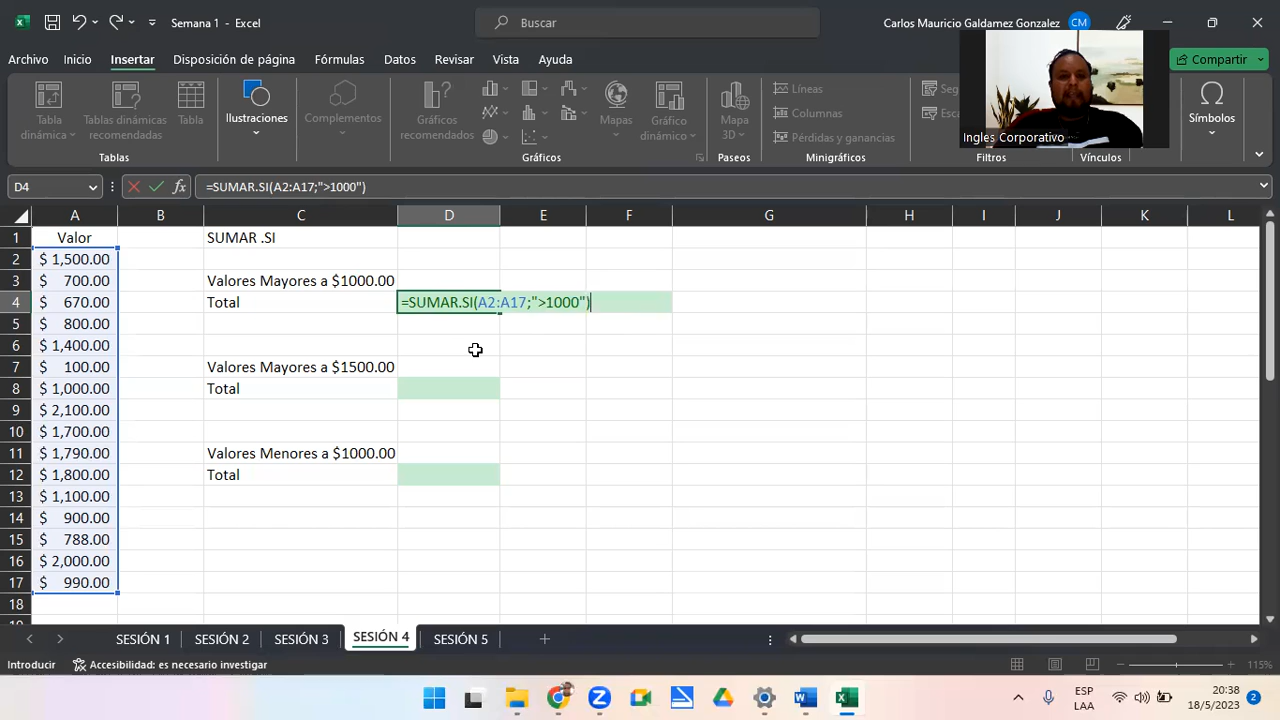 Semana 1 - Excel
Buscar
Carlos Mauricio Galdamez Gonzalez
CM
Archivo
Inicio
Insertar
Disposición de página
Fórmulas
Datos
Revisar
Vista
Ayuda
Compartir
Tabla dinámica
Tablas dinámicas recomendadas
Tabla
Ilustraciones
Complementos
Gráficos recomendados
Mapas
Gráfico dinámico
Mapa 3D
Líneas
Columnas
Pérdidas y ganancias
Símbolos
Ingles Corporativo
Tablas
Gráficos
Paseos
Minigráficos
Filtros
Vínculos
D4
fx
=SUMAR.SI(A2:A17;">1000")
A B C D E F G H I J K L
1 Valor SUMAR .SI
2 $ 1,500.00
3 $ 700.00 Valores Mayores a $1000.00
4 $ 670.00 Total =SUMAR.SI(A2:A17;">1000")
5 $ 800.00
6 $ 1,400.00
7 $ 100.00 Valores Mayores a $1500.00
8 $ 1,000.00 Total
9 $ 2,100.00
10 $ 1,700.00
11 $ 1,790.00 Valores Menores a $1000.00
12 $ 1,800.00 Total
13 $ 1,100.00
14 $ 900.00
15 $ 788.00
16 $ 2,000.00
17 $ 990.00
18
SESIÓN 1
SESIÓN 2
SESIÓN 3
SESIÓN 4
SESIÓN 5
Introducir
Accesibilidad: es necesario investigar
115%
ESP
LAA
20:38
18/5/2023
2